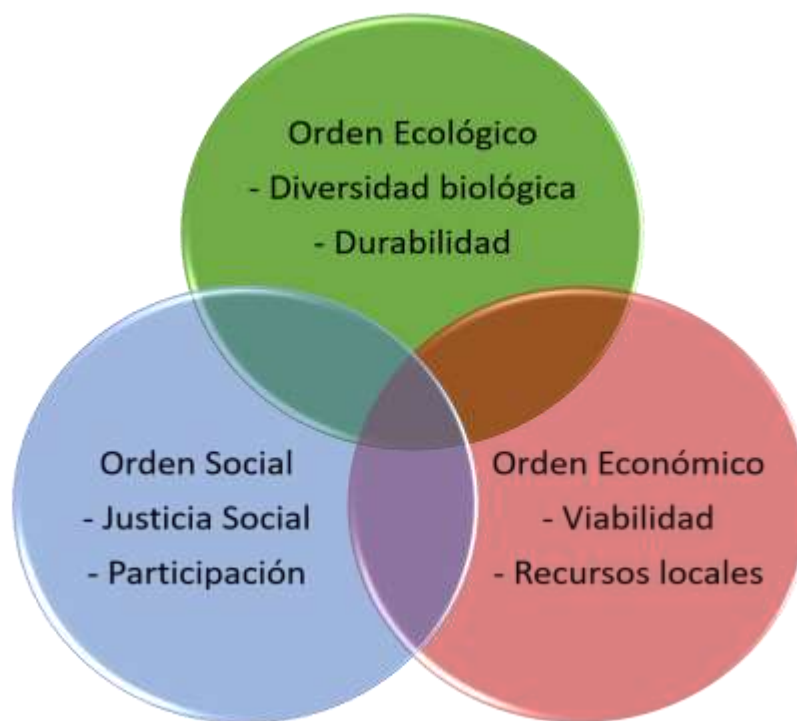 Orden Ecológico
- Diversidad biológica
- Durabilidad
Orden Social
- Justicia Social
- Participación
Orden Económico
- Viabilidad
- Recursos locales